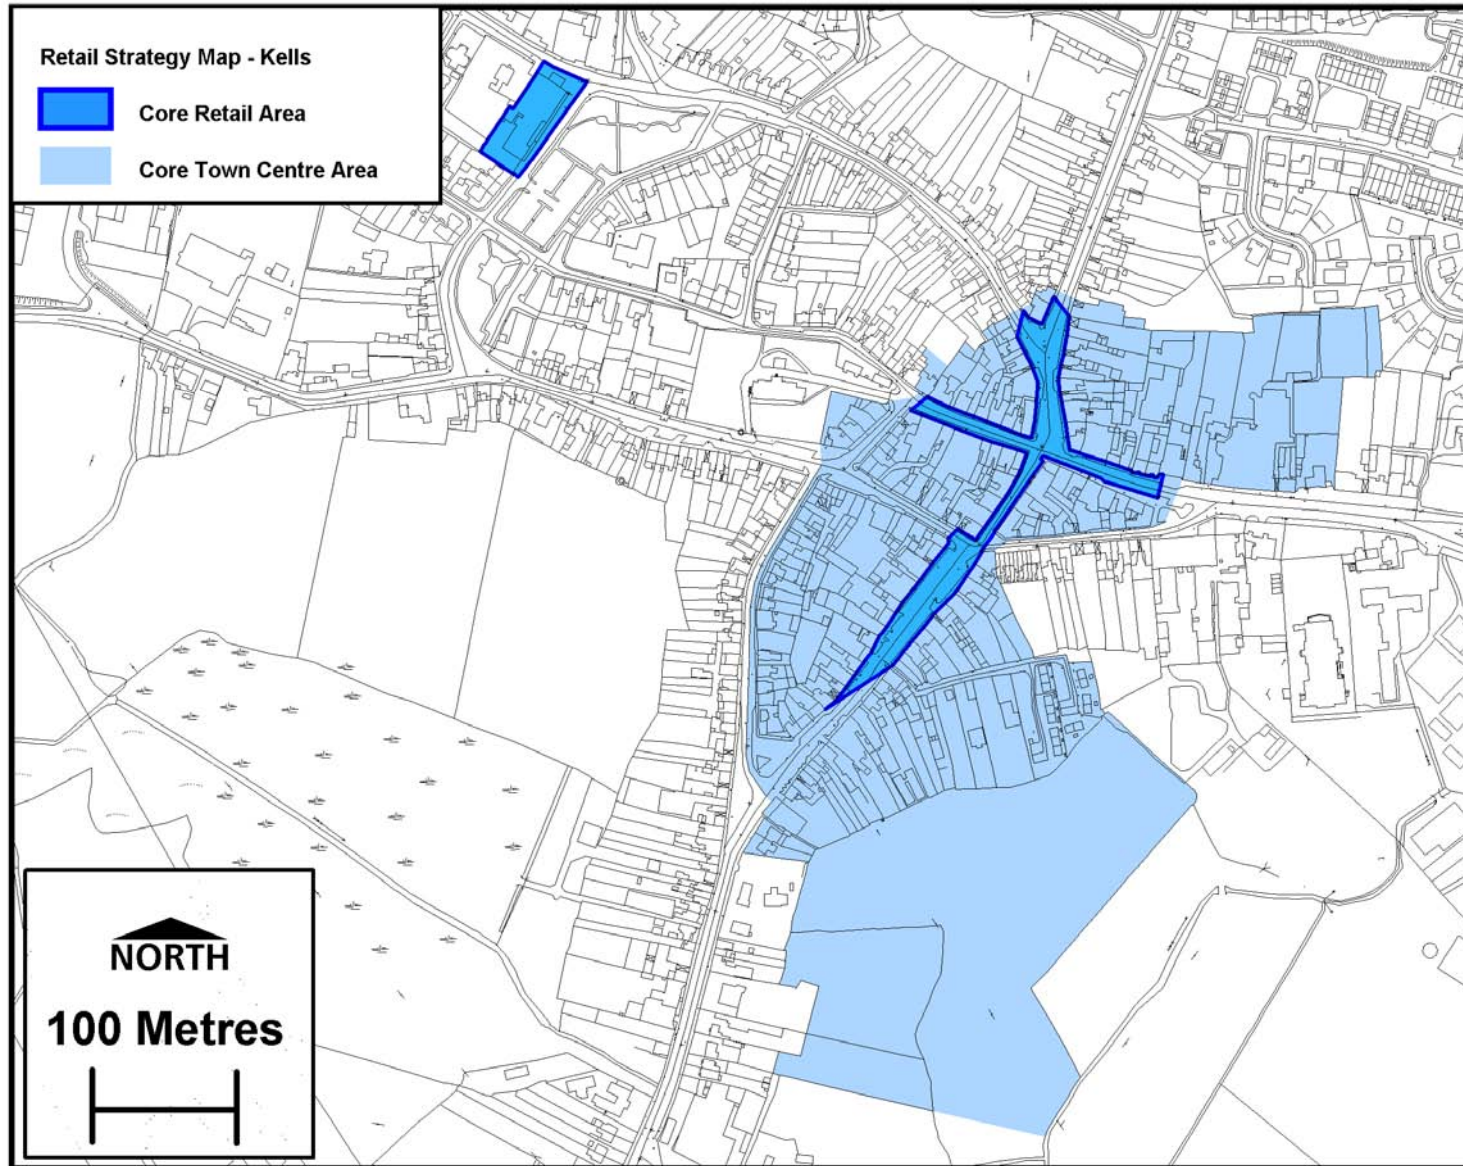 Retail Strategy Map - Kells
Core Retail Area
Core Town Centre Area
NORTH
100 Metres